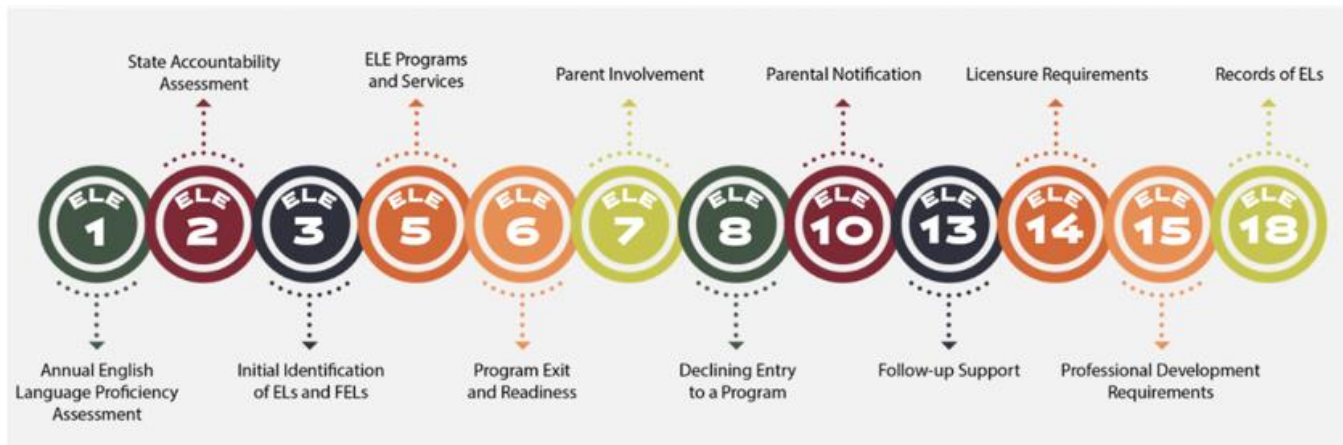 State Accountability
Assessment
ELE Programs
and Services
Parent Involvement
Parental Notification
Licensure Requirements
Records of ELs
ELE
1
ELE
2
ELE
3
ELE
5
ELE
6
ELE
7
ELE
8
ELE
10
ELE
13
ELE
14
ELE
15
ELE
18
Annual English
Language Proficiency
Assessment
Initial Identification
of ELs and FELs
Program Exit
and Readiness
Declining Entry
to a Program
Follow-up Support
Professional Development
Requirements